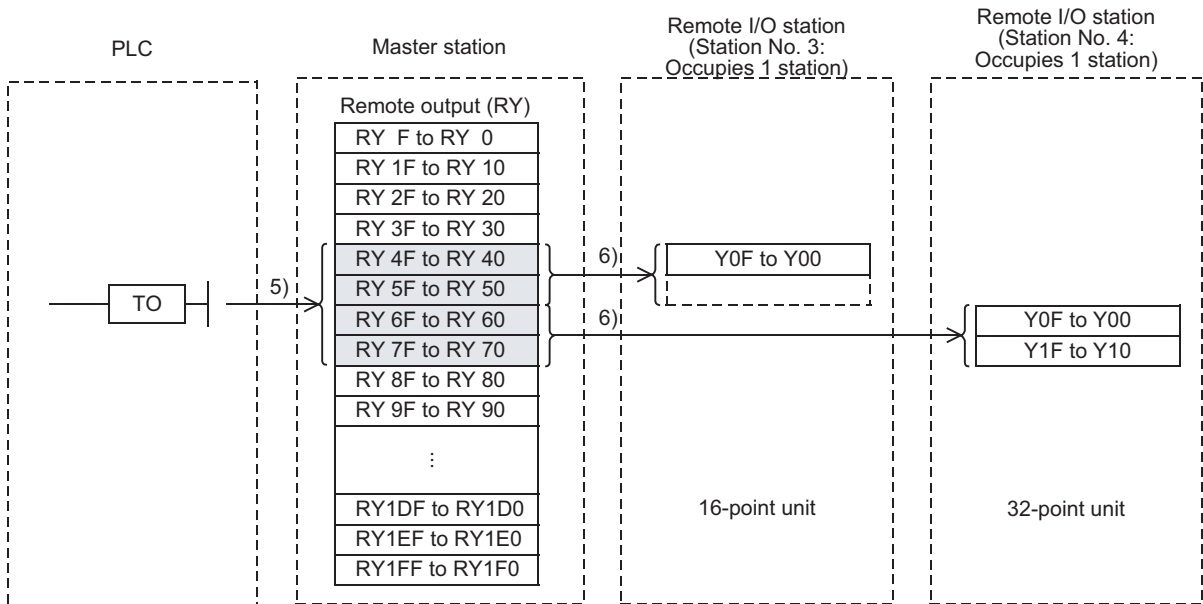 PLC
Master station
Remote I/O station
(Station No. 3:
Occupies 1 station)
Remote I/O station
(Station No. 4:
Occupies 1 station)
Remote output (RY)
RY F to RY 0
RY 1F to RY 10
RY 2F to RY 20
RY 3F to RY 30
RY 4F to RY 40
RY 5F to RY 50
RY 6F to RY 60
RY 7F to RY 70
RY 8F to RY 80
RY 9F to RY 90
⋮
RY1DF to RY1D0
RY1EF to RY1E0
RY1FF to RY1F0
TO
5)
6)
Y0F to Y00
6)
Y0F to Y00
Y1F to Y10
16-point unit
32-point unit